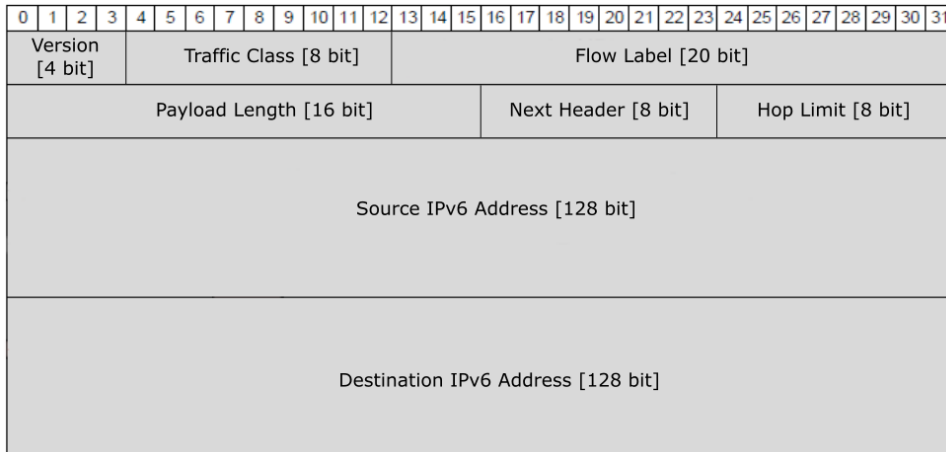 0 1 2 3 4 5 6 7 8 9 10 11 12 13 14 15 16 17 18 19 20 21 22 23 24 25 26 27 28 29 30 31
Version
[4 bit]
Traffic Class [8 bit]
Flow Label [20 bit]
Payload Length [16 bit]
Next Header [8 bit]
Hop Limit [8 bit]
Source IPv6 Address [128 bit]
Destination IPv6 Address [128 bit]